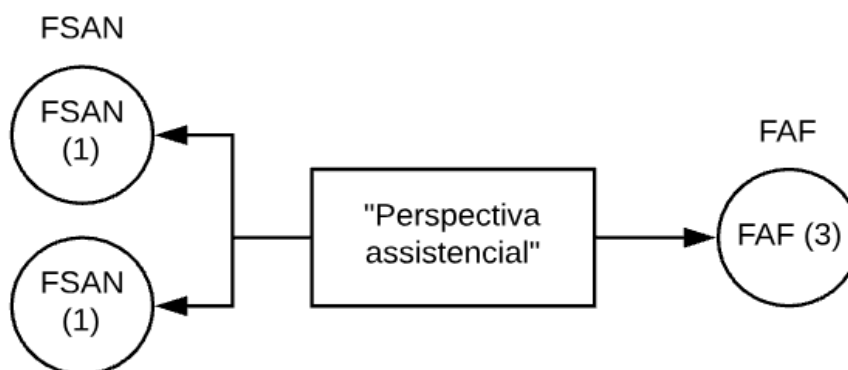 FSAN
FSAN
(1)
FSAN
(1)
"Perspectiva
assistencial"
FAF
FAF (3)